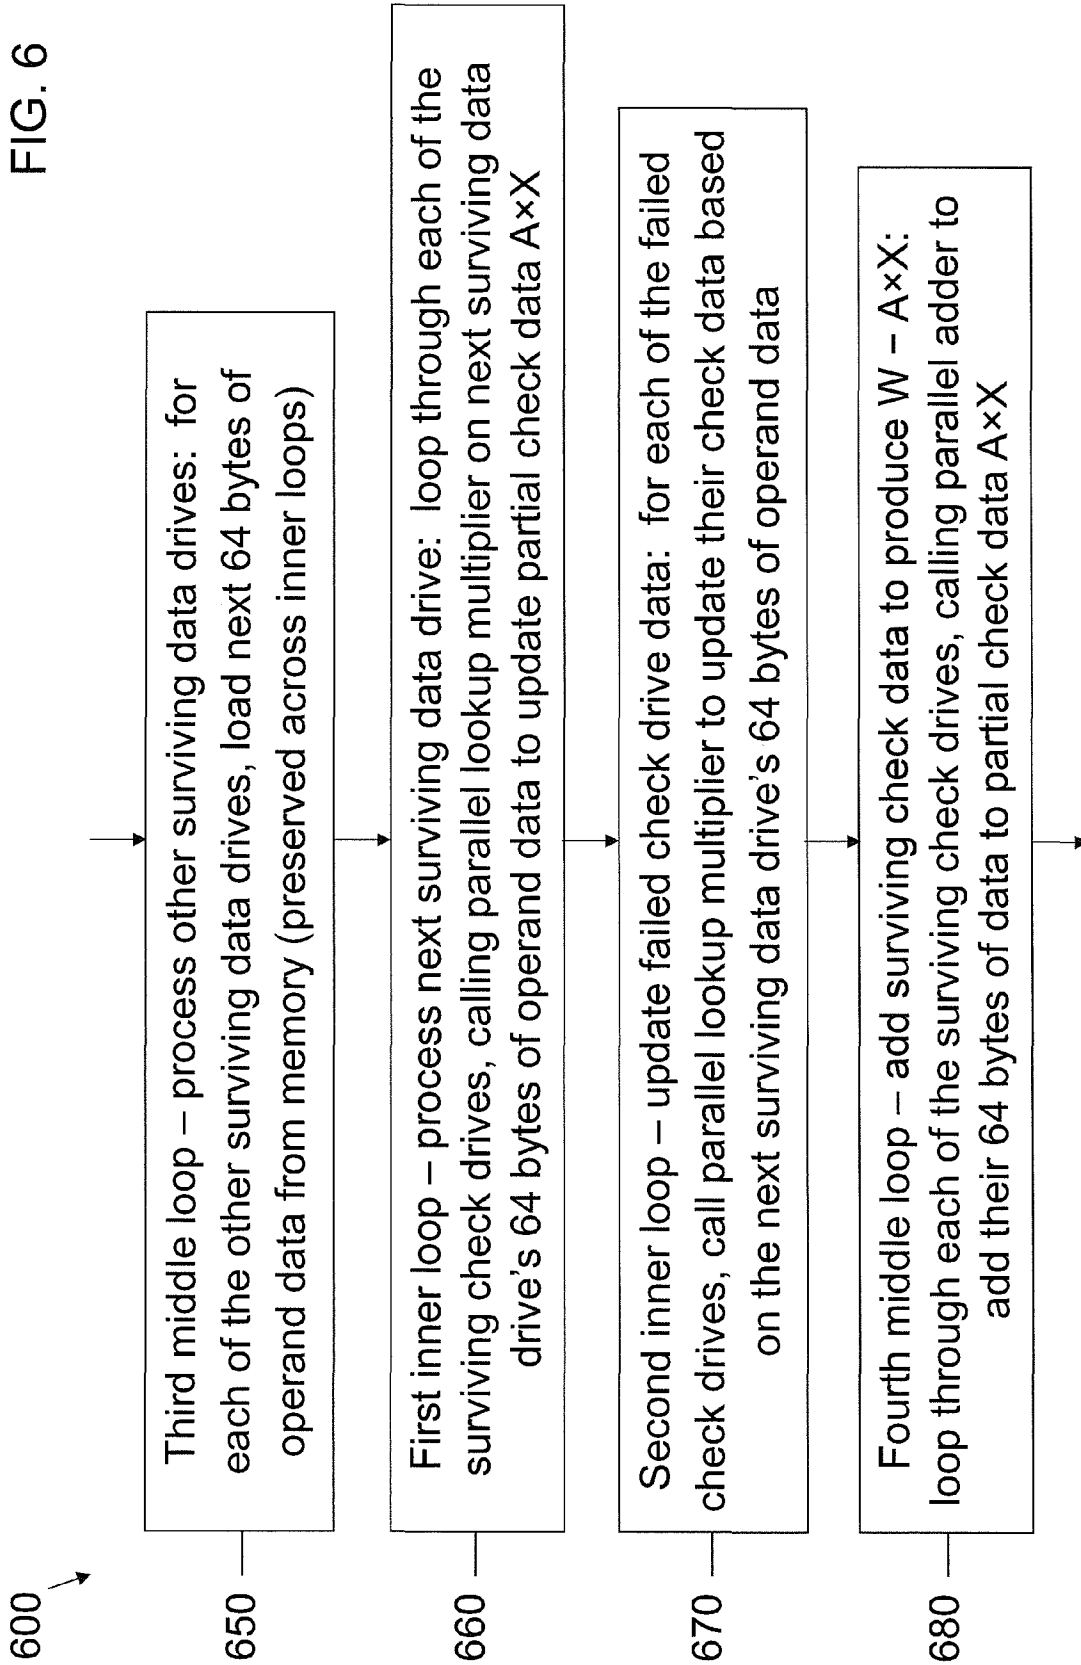 FIG. 6
600
650
Third middle loop – process other surviving data drives: for
each of the other surviving data drives, load next 64 bytes of
operand data from memory (preserved across inner loops)
660
First inner loop – process next surviving data drive: loop through each of the
surviving check drives, calling parallel lookup multiplier on next surviving data
drive's 64 bytes of operand data to update partial check data A×X
670
Second inner loop – update failed check drive data: for each of the failed
check drives, call parallel lookup multiplier to update their check data based
on the next surviving data drive's 64 bytes of operand data
680
Fourth middle loop – add surviving check data to produce W – A×X:
loop through each of the surviving check drives, calling parallel adder to
add their 64 bytes of data to partial check data A×X